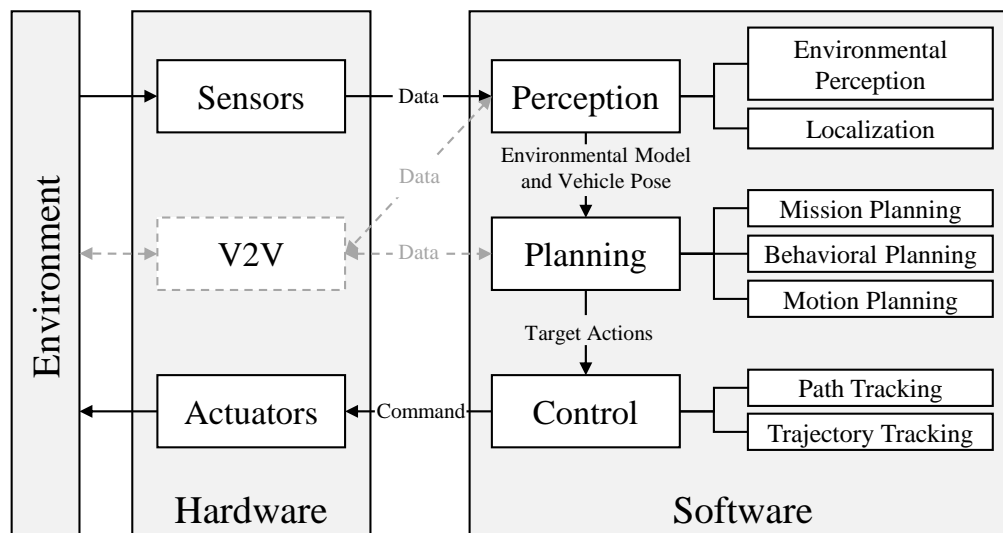 Environment
Sensors
Data
Perception
Environmental
Perception
Localization
Environmental Model
and Vehicle Pose
Data
V2V
Data
Planning
Mission Planning
Behavioral Planning
Motion Planning
Target Actions
Actuators
Command
Control
Path Tracking
Trajectory Tracking
Hardware
Software